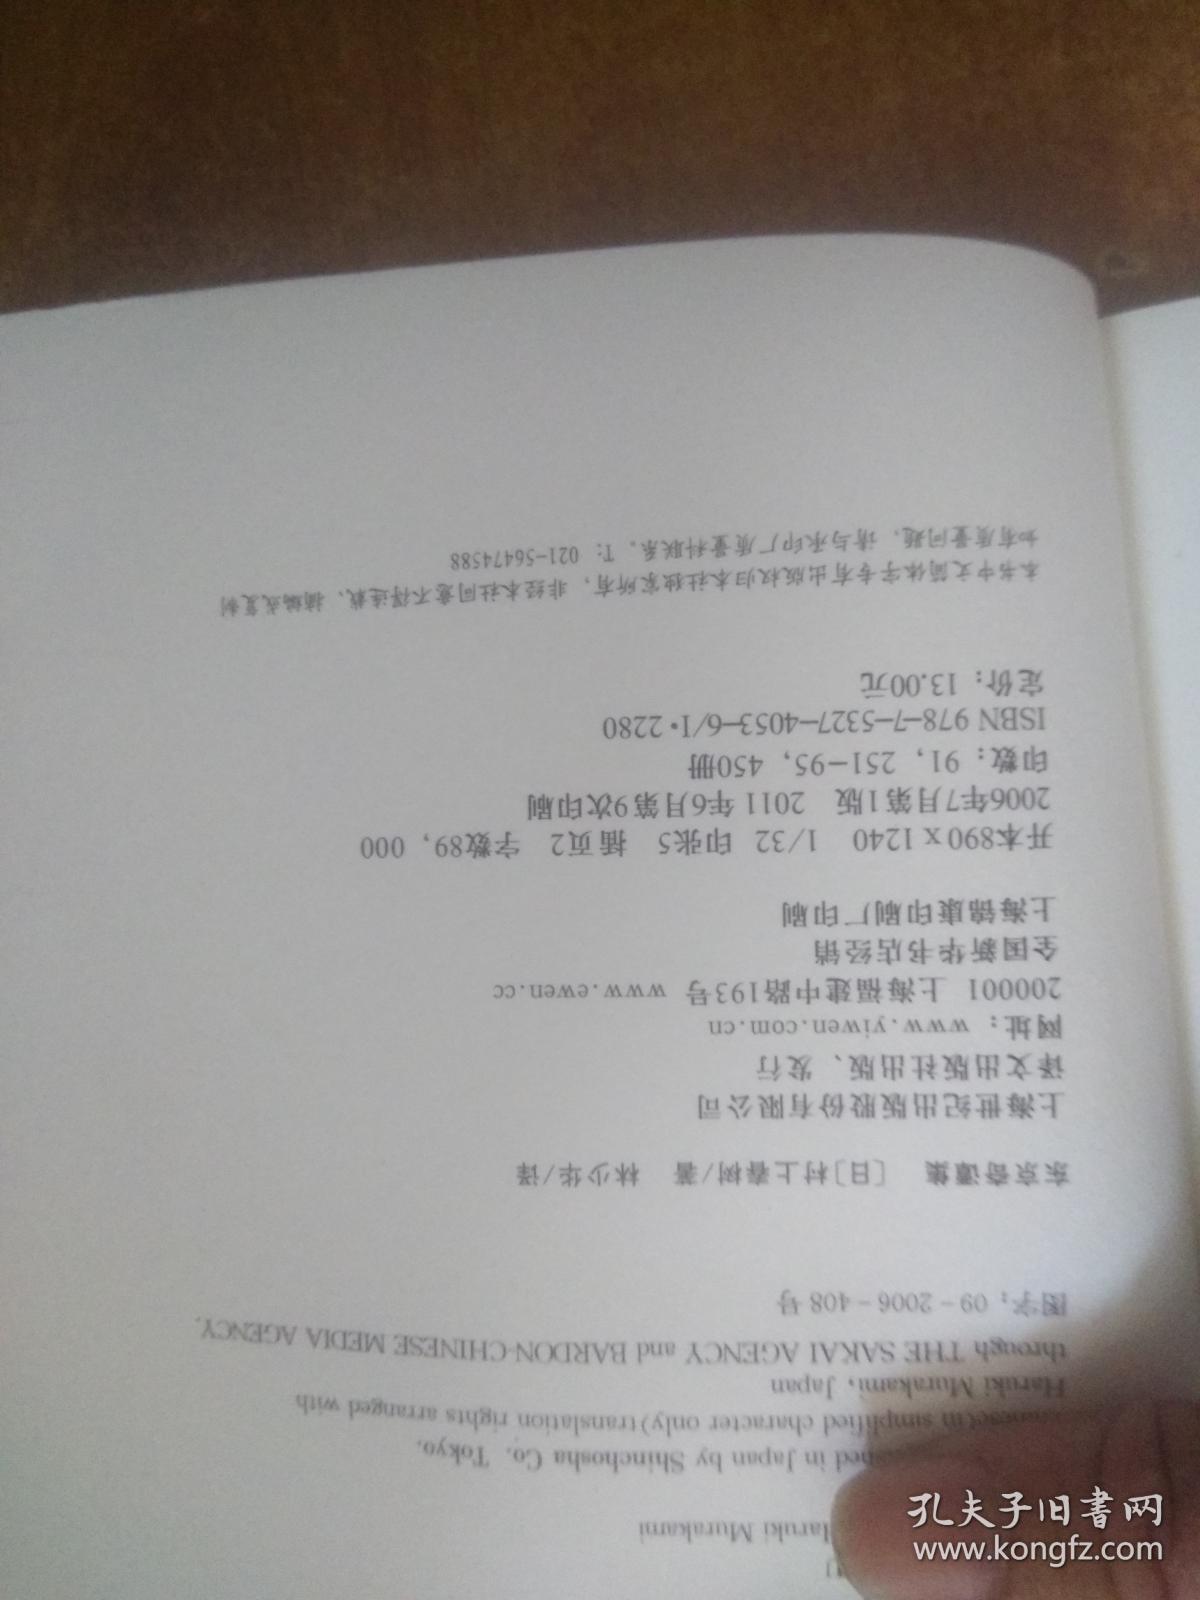 Haruki Murakami
in Japan by Shinchosha Co. Tokyo.
(in simplified character only) translation rights arranged with
Haruki Murakami, Japan
through THE SAKAI AGENCY and BARDON-CHINESE MEDIA AGENCY.
图字：09-2006-408号
东京奇谭集 〔日〕村上春树/著 林少华/译
上海世纪出版股份有限公司
译文出版社出版、发行
网址：www.yiwen.com.cn
200001 上海福建中路193号 www.ewen.cc
全国新华书店经销
上海锦康印刷厂印刷
开本890×1240 1/32 印张5 插页2 字数89，000
2006年7月第1版 2011年6月第9次印刷
印数：91，251—95，450册
ISBN 978-7-5327-4053-6/I·2280
定价：13.00元
本书中文简体字专有出版权归本社独家所有，非经本社同意不得连载、摘编或复制
如有质量问题，请与承印厂质量科联系。T：021-56474588
孔夫子旧书网
www.kongfz.com